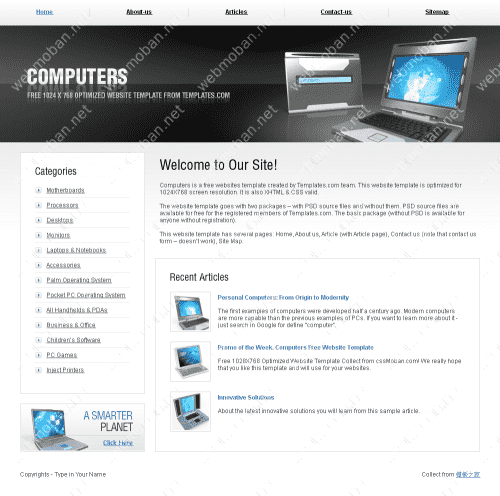 Home About-us Articles Contact-us Sitemap
COMPUTERS
FREE 1024 X 768 OPTIMIZED WEBSITE TEMPLATE FROM TEMPLATES.COM
Categories
Motherboards
Processors
Desktops
Monitors
Laptops & Notebooks
Accessories
Palm Operating System
Pocket PC Operating System
All Handhelds & PDAs
Business & Office
Children's Software
PC Games
Inject Printers
A SMARTER
PLANET
Click Here
Welcome to Our Site!
Computers is a free websites template created by Templates.com team. This website template is optimized for
1024X768 screen resolution. It is also XHTML & CSS valid.
The website template goes with two packages – with PSD source files and without them. PSD source files are
available for free for the registered members of Templates.com. The basic package (without PSD is available for
anyone without registration).
This website template has several pages: Home, About us, Article (with Article page), Contact us (note that contact us
form – doesn't work), Site Map.
Recent Articles
Personal Computers: From Origin to Modernity
The first examples of computers were developed half a century ago. Modern computers
are more capable than the previous examples of PCs. If you want to learn more about it -
just search in Google for define "computer".
Promo of the Week. Computers Free Website Template
Free 1028X768 Optimized Website Template Collect from cssMoban.com! We really hope
that you like this template and will use for your websites.
Innovative Solutions
About the latest innovative solutions you will learn from this sample article.
Copyrights - Type in Your Name
Collect from 模板之家
webmoban.net